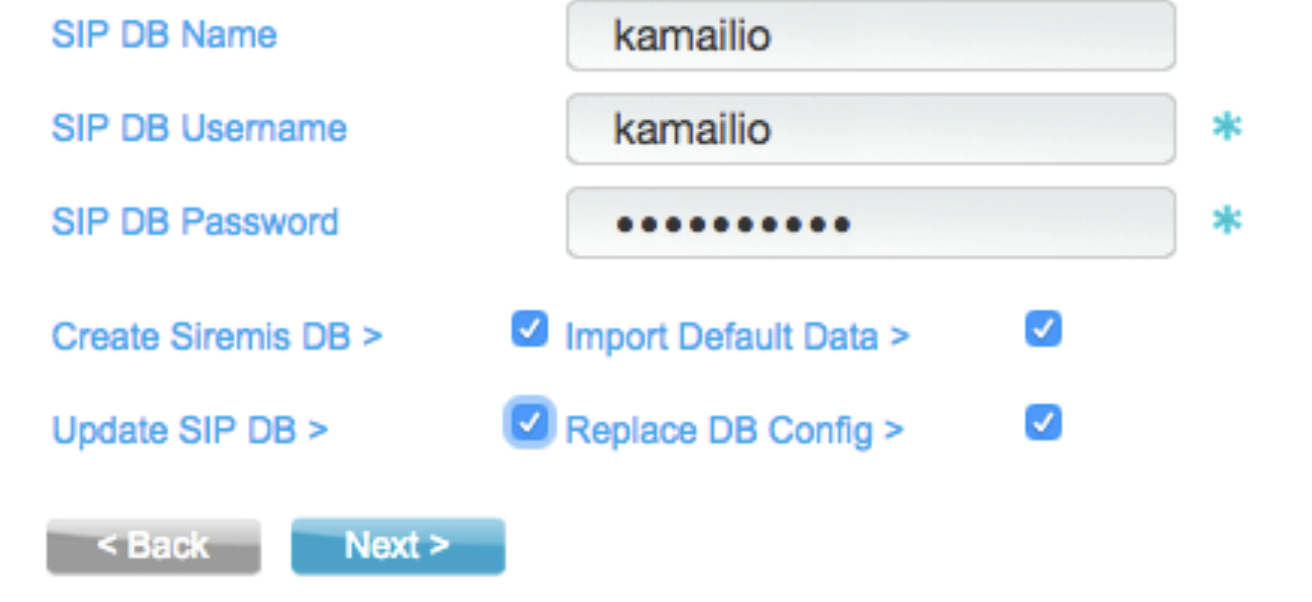 SIP DB Name kamailio
SIP DB Username kamailio *
SIP DB Password •••••••••• *
Create Siremis DB > Import Default Data >
Update SIP DB > Replace DB Config >
< Back Next >